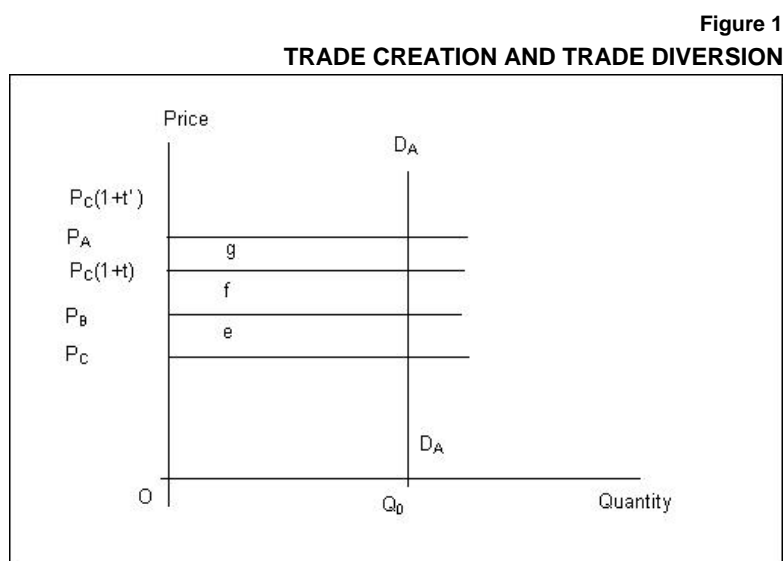 Figure 1
TRADE CREATION AND TRADE DIVERSION
Price
DA
PC(1+t')
PA
g
PC(1+t)
f
PB
e
PC
DA
O
Q0
Quantity